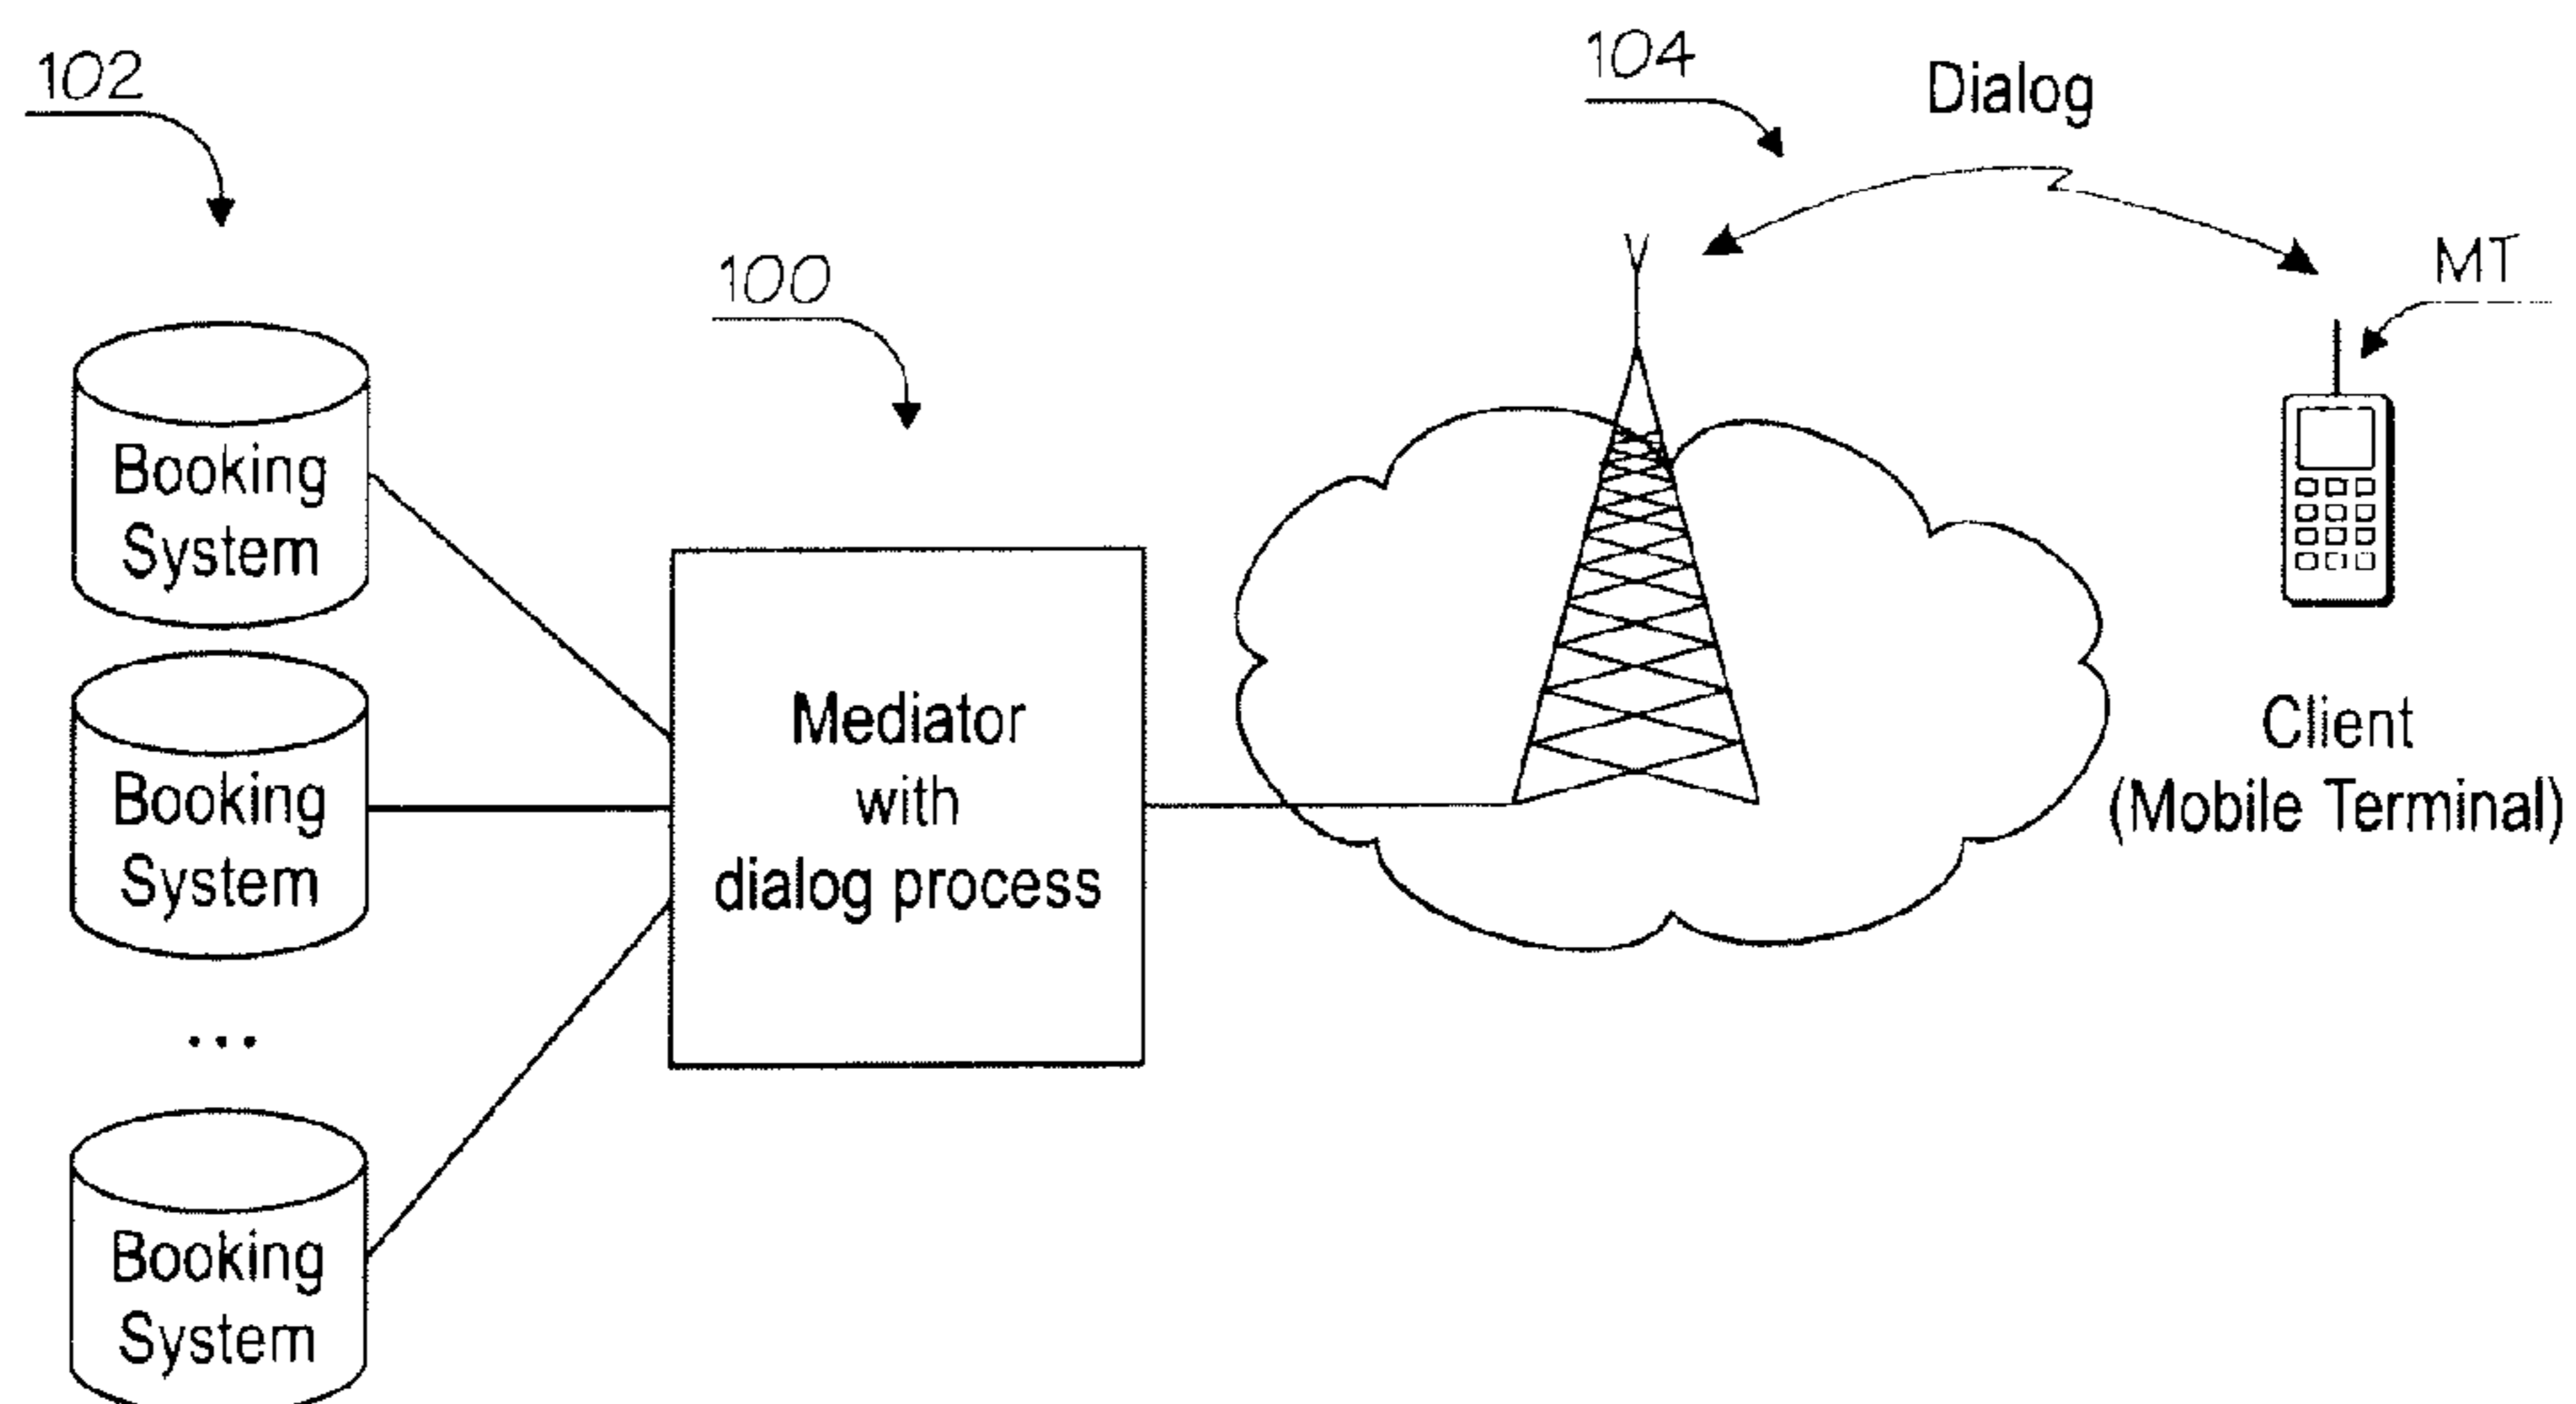 102
104
Dialog
100
MT
Booking
System
Booking
System
...
Booking
System
Mediator
with
dialog process
Client
(Mobile Terminal)